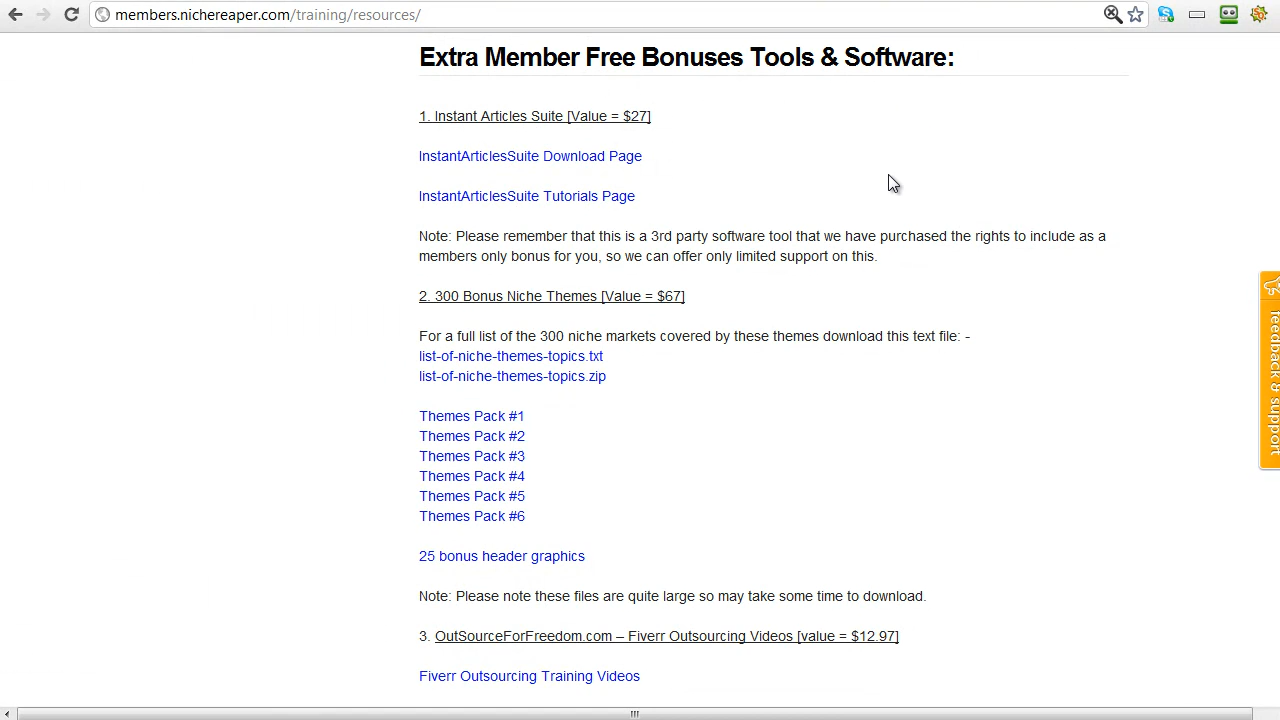 members.nichereaper.com/training/resources/
Extra Member Free Bonuses Tools & Software:
1. Instant Articles Suite [Value = $27]
InstantArticlesSuite Download Page
InstantArticlesSuite Tutorials Page
Note: Please remember that this is a 3rd party software tool that we have purchased the rights to include as a
members only bonus for you, so we can offer only limited support on this.
2. 300 Bonus Niche Themes [Value = $67]
For a full list of the 300 niche markets covered by these themes download this text file: -
list-of-niche-themes-topics.txt
list-of-niche-themes-topics.zip
Themes Pack #1
Themes Pack #2
Themes Pack #3
Themes Pack #4
Themes Pack #5
Themes Pack #6
25 bonus header graphics
Note: Please note these files are quite large so may take some time to download.
3. OutSourceForFreedom.com – Fiverr Outsourcing Videos [value = $12.97]
Fiverr Outsourcing Training Videos
feedback & support